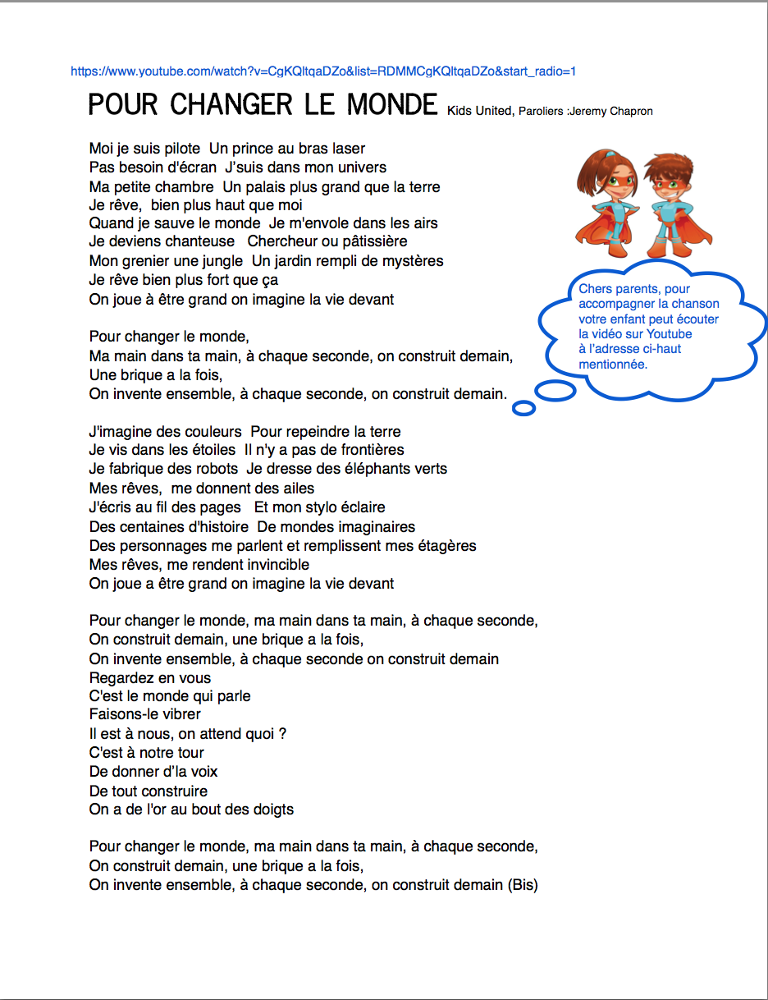 https://www.youtube.com/watch?v=CgKQltqaDZo&list=RDMMCgKQltqaDZo&start_radio=1
POUR CHANGER LE MONDE Kids United, Paroliers :Jeremy Chapron
Moi je suis pilote  Un prince au bras laser
Pas besoin d'écran  J'suis dans mon univers
Ma petite chambre  Un palais plus grand que la terre
Je rêve,  bien plus haut que moi
Quand je sauve le monde  Je m'envole dans les airs
Je deviens chanteuse   Chercheur ou pâtissière
Mon grenier une jungle  Un jardin rempli de mystères
Je rêve bien plus fort que ça
On joue à être grand on imagine la vie devant
Chers parents, pour
accompagner la chanson
votre enfant peut écouter
la vidéo sur Youtube
à l'adresse ci-haut
mentionnée.
Pour changer le monde,
Ma main dans ta main, à chaque seconde, on construit demain,
Une brique a la fois,
On invente ensemble, à chaque seconde, on construit demain.
J'imagine des couleurs  Pour repeindre la terre
Je vis dans les étoiles  Il n'y a pas de frontières
Je fabrique des robots  Je dresse des éléphants verts
Mes rêves,  me donnent des ailes
J'écris au fil des pages   Et mon stylo éclaire
Des centaines d'histoire  De mondes imaginaires
Des personnages me parlent et remplissent mes étagères
Mes rêves, me rendent invincible
On joue a être grand on imagine la vie devant
Pour changer le monde, ma main dans ta main, à chaque seconde,
On construit demain, une brique a la fois,
On invente ensemble, à chaque seconde on construit demain
Regardez en vous
C'est le monde qui parle
Faisons-le vibrer
Il est à nous, on attend quoi ?
C'est à notre tour
De donner d'la voix
De tout construire
On a de l'or au bout des doigts
Pour changer le monde, ma main dans ta main, à chaque seconde,
On construit demain, une brique a la fois,
On invente ensemble, à chaque seconde, on construit demain (Bis)